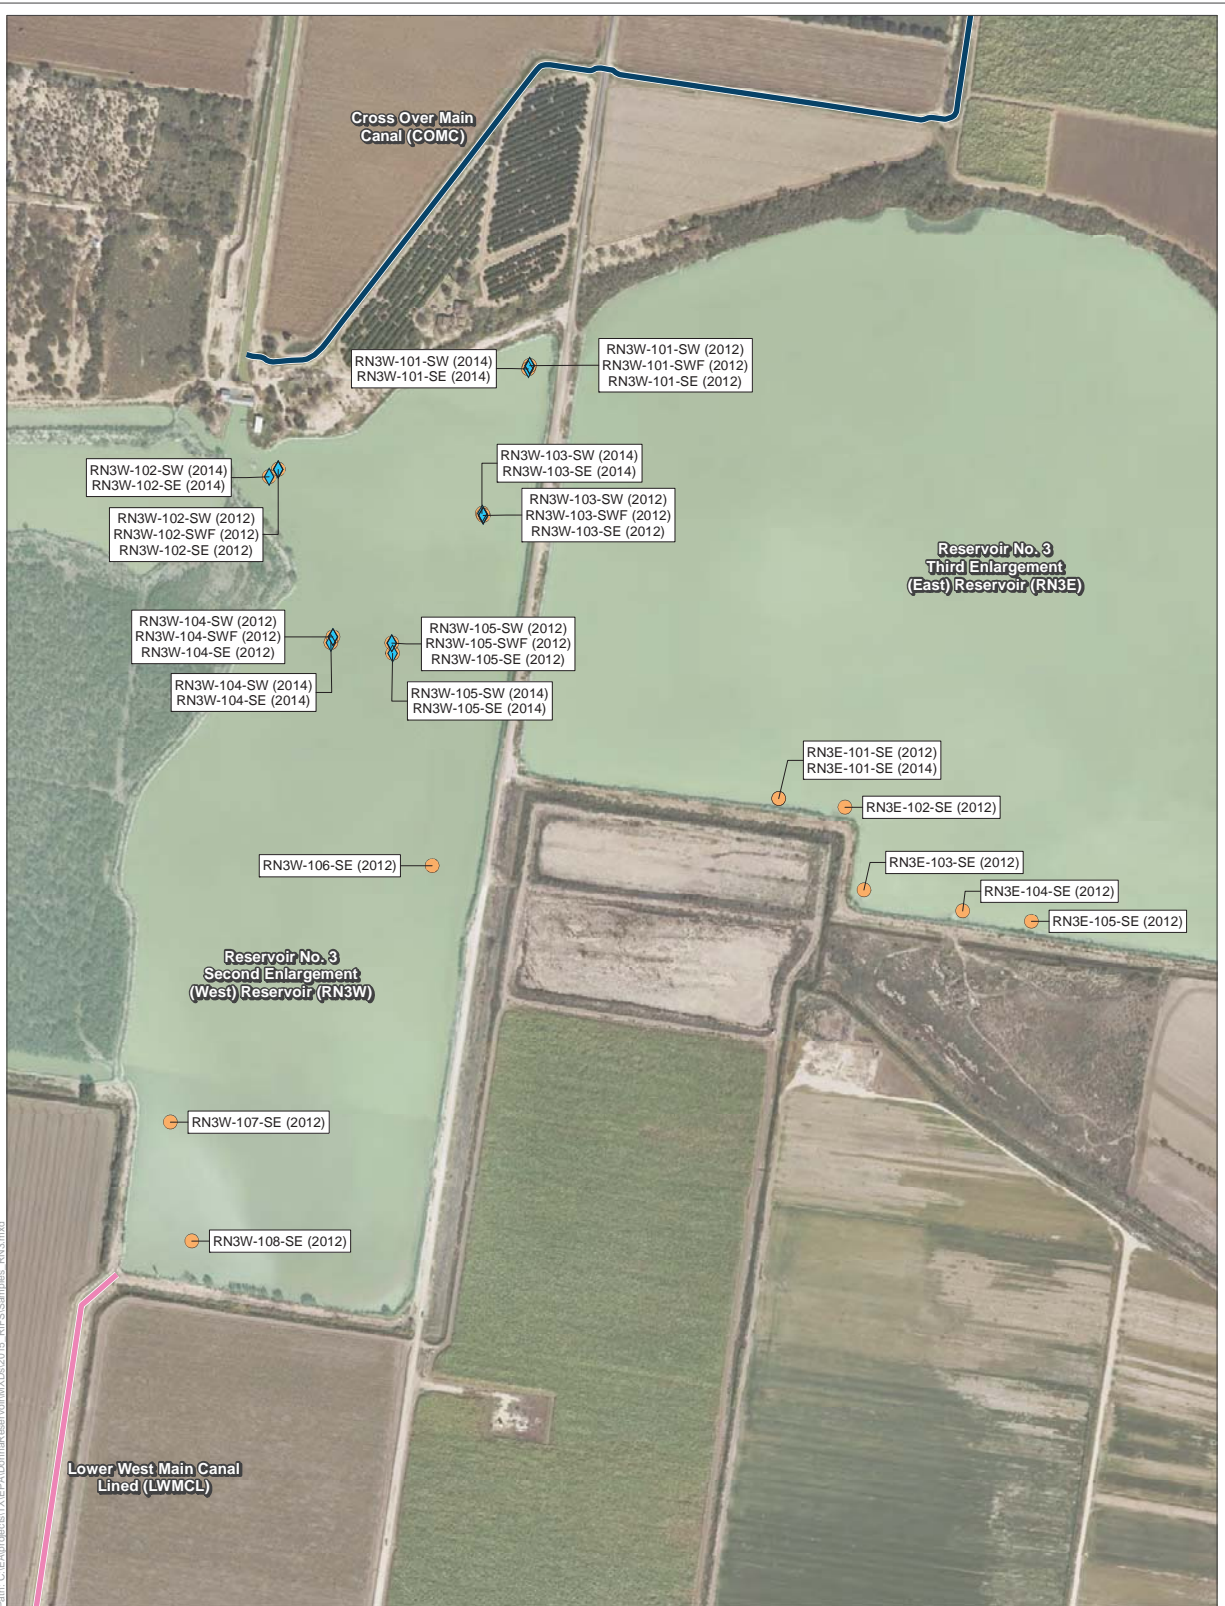 Cross Over Main
Canal (COMC)
RN3W-101-SW (2014)
RN3W-101-SE (2014)
RN3W-101-SW (2012)
RN3W-101-SWF (2012)
RN3W-101-SE (2012)
RN3W-102-SW (2014)
RN3W-102-SE (2014)
RN3W-103-SW (2014)
RN3W-103-SE (2014)
RN3W-102-SW (2012)
RN3W-102-SWF (2012)
RN3W-102-SE (2012)
RN3W-103-SW (2012)
RN3W-103-SWF (2012)
RN3W-103-SE (2012)
Reservoir No. 3
Third Enlargement
(East) Reservoir (RN3E)
RN3W-104-SW (2012)
RN3W-104-SWF (2012)
RN3W-104-SE (2012)
RN3W-105-SW (2012)
RN3W-105-SWF (2012)
RN3W-105-SE (2012)
RN3W-104-SW (2014)
RN3W-104-SE (2014)
RN3W-105-SW (2014)
RN3W-105-SE (2014)
RN3E-101-SE (2012)
RN3E-101-SE (2014)
RN3E-102-SE (2012)
RN3W-106-SE (2012)
RN3E-103-SE (2012)
RN3E-104-SE (2012)
RN3E-105-SE (2012)
Reservoir No. 3
Second Enlargement
(West) Reservoir (RN3W)
RN3W-107-SE (2012)
RN3W-108-SE (2012)
Lower West Main Canal
Lined (LWMCL)